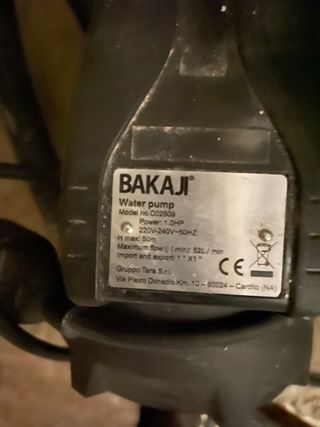 BAKAJI®
Water pump
Model no.C02509
Power: 1.0HP
220V-240V~50HZ
H max: 50m
Maximum flow (l / min): 52L / min
Import and export: 1 " X1 "
Gruppo Tera S.r.l.
Via Pietro Donadio Km. 10 - 80024 - Cardito (NA)
CE